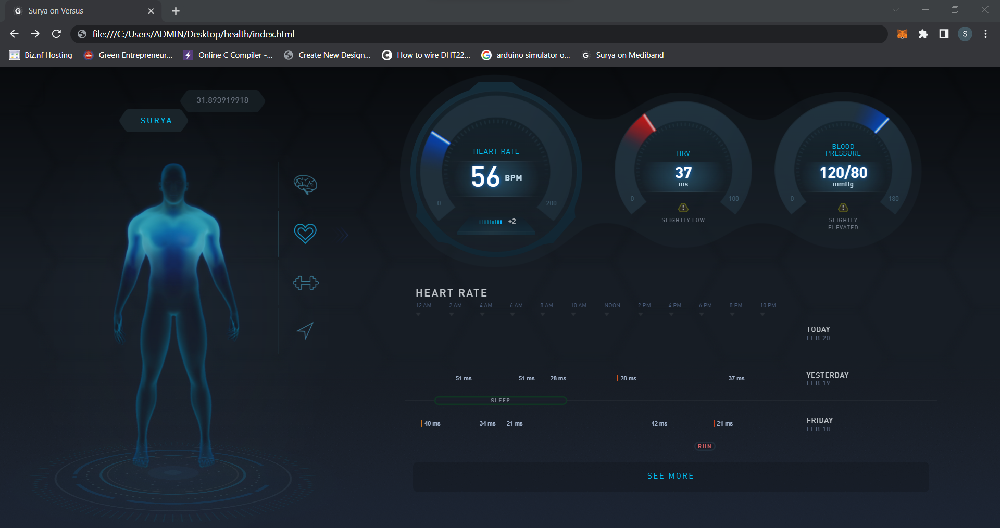 Surya on Versus
file:///C:/Users/ADMIN/Desktop/health/index.html
S
Biz.nf Hosting
Green Entrepreneur...
Online C Compiler -...
Create New Design...
How to wire DHT22...
arduino simulator o...
Surya on Mediband
31.893919918
SURYA
HEART RATE
56 BPM
0
200
+2
HRV
37
ms
0
100
SLIGHTLY LOW
BLOOD
PRESSURE
120/80
mmHg
0
180
SLIGHTLY
ELEVATED
HEART RATE
12 AM 2 AM 4 AM 6 AM 8 AM 10 AM NOON 2 PM 4 PM 6 PM 8 PM 10 PM
TODAY
FEB 20
51 ms 51 ms 28 ms 28 ms 37 ms
YESTERDAY
FEB 19
SLEEP
40 ms 34 ms 21 ms 42 ms 21 ms
FRIDAY
FEB 18
RUN
SEE MORE